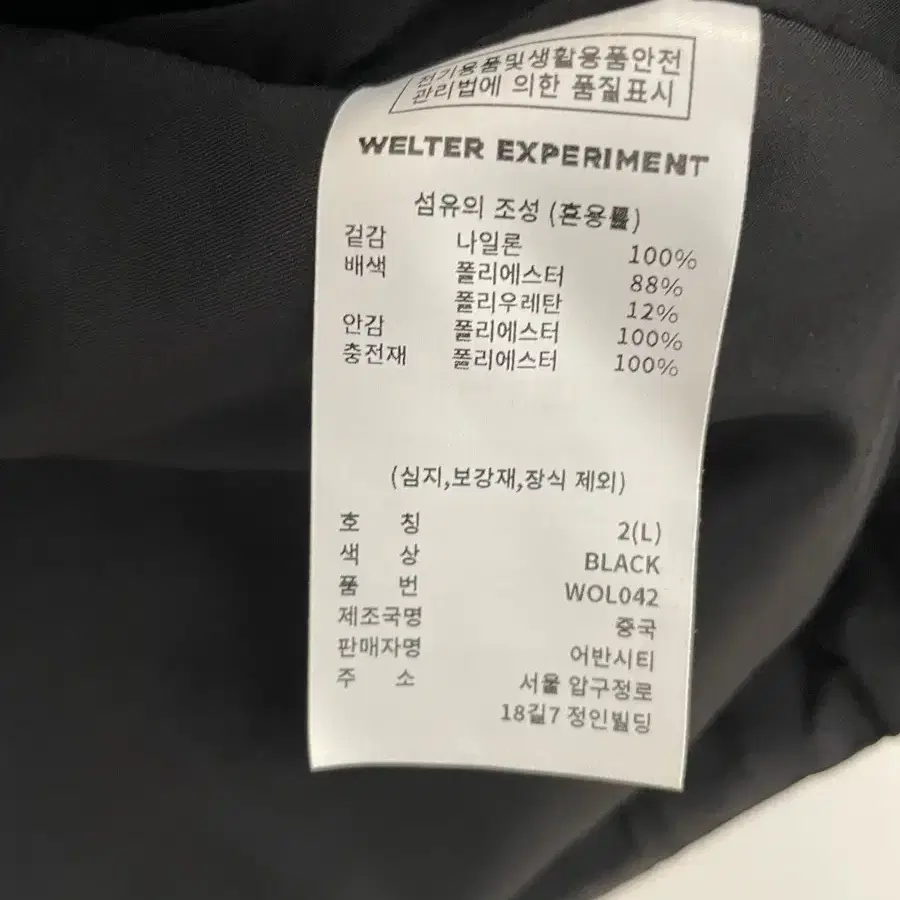 전기용품및생활용품안전
관리법에 의한 품질표시
WELTER EXPERIMENT
섬유의 조성 (혼용률)
겉감 나일론 100%
배색 폴리에스터 88%
폴리우레탄 12%
안감 폴리에스터 100%
충전재 폴리에스터 100%
(심지,보강재,장식 제외)
호 칭 2(L)
색 상 BLACK
품 번 WOL042
제조국명 중국
판매자명 어반시티
주 소 서울 압구정로
18길7 정인빌딩